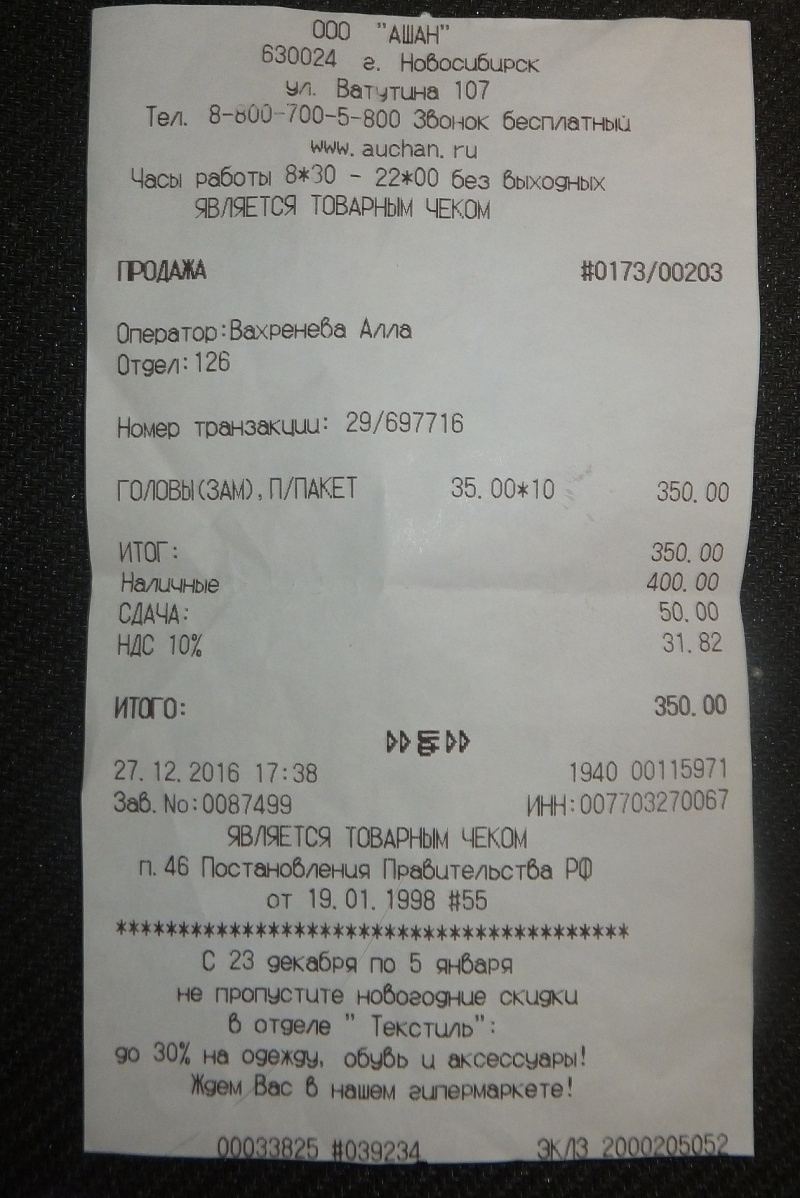 ООО "АШАН"
630024 г. Новосибирск
ул. Ватутина 107
Тел. 8-800-700-5-800 Звонок бесплатный
www.auchan.ru
Часы работы 8*30 - 22*00 без выходных
ЯВЛЯЕТСЯ ТОВАРНЫМ ЧЕКОМ
ПРОДАЖА #0173/00203
Оператор:Вахренева Алла
Отдел:126
Номер транзакции: 29/697716
ГОЛОВЫ(ЗАМ),П/ПАКЕТ 35.00*10 350.00
ИТОГ: 350.00
Наличные 400.00
СДАЧА: 50.00
НДС 10% 31.82
ИТОГО: 350.00
27.12.2016 17:38 1940 00115971
Зав.No:0087499 ИНН:007703270067
ЯВЛЯЕТСЯ ТОВАРНЫМ ЧЕКОМ
п.46 Постановления Правительства РФ
от 19.01.1998 #55
*****************************************
С 23 декабря по 5 января
не пропустите новогодние скидки
в отделе " Текстиль":
до 30% на одежду, обувь и аксессуары!
Ждем Вас в нашем гипермаркете!
00033825 #039234 ЭКЛЗ 2000205052